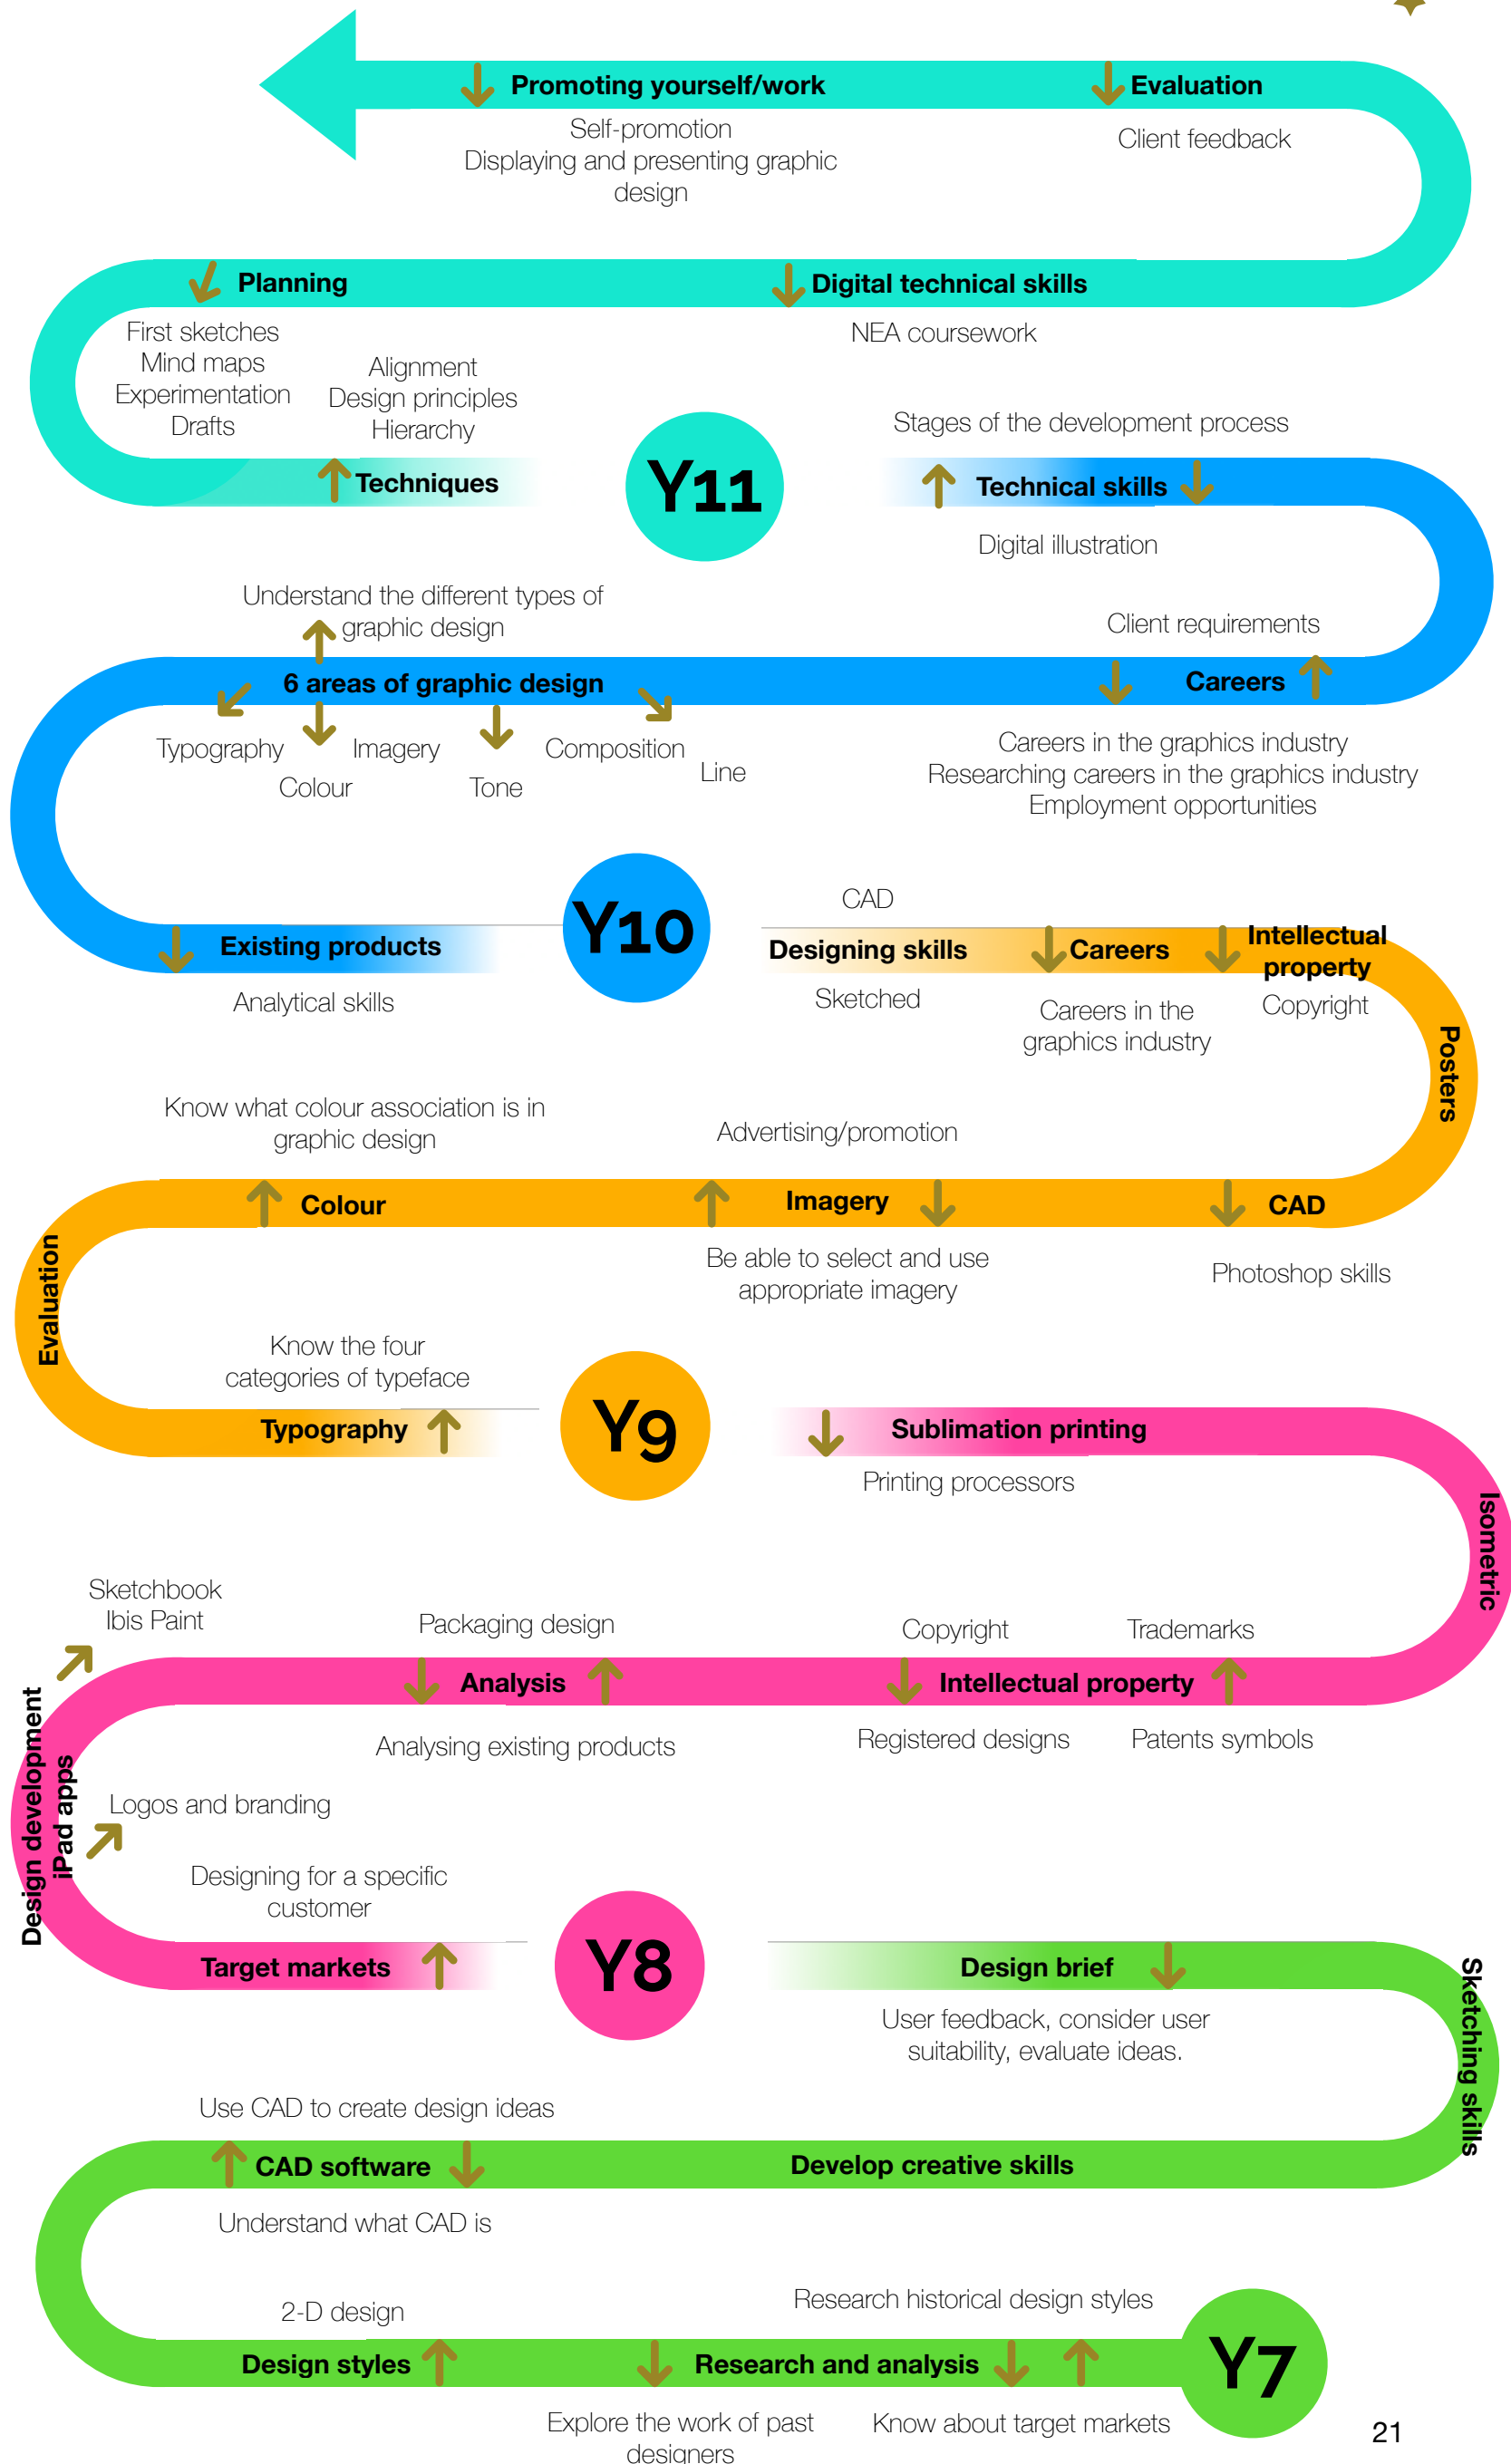 Promoting yourself/work
Evaluation
Self-promotion
Displaying and presenting graphic
design
Client feedback
Planning
Digital technical skills
First sketches
Mind maps
Experimentation
Drafts
Alignment
Design principles
Hierarchy
NEA coursework
Techniques
Y11
Stages of the development process
Technical skills
Digital illustration
Understand the different types of
graphic design
Client requirements
6 areas of graphic design
Careers
Typography
Colour
Imagery
Tone
Composition
Line
Careers in the graphics industry
Researching careers in the graphics industry
Employment opportunities
Existing products
Analytical skills
Y10
CAD
Designing skills
Sketched
Careers
Careers in the
graphics industry
Intellectual
property
Copyright
Posters
Know what colour association is in
graphic design
Advertising/promotion
Colour
Imagery
CAD
Be able to select and use
appropriate imagery
Photoshop skills
Evaluation
Know the four
categories of typeface
Typography
Y9
Sublimation printing
Printing processors
Isometric
Sketchbook
Ibis Paint
Packaging design
Copyright
Trademarks
Analysis
Intellectual property
Analysing existing products
Registered designs
Patents symbols
Design development
iPad apps
Logos and branding
Designing for a specific
customer
Target markets
Y8
Design brief
User feedback, consider user
suitability, evaluate ideas.
Sketching skills
Use CAD to create design ideas
CAD software
Develop creative skills
Understand what CAD is
2-D design
Research historical design styles
Design styles
Research and analysis
Y7
Explore the work of past
designers
Know about target markets
21